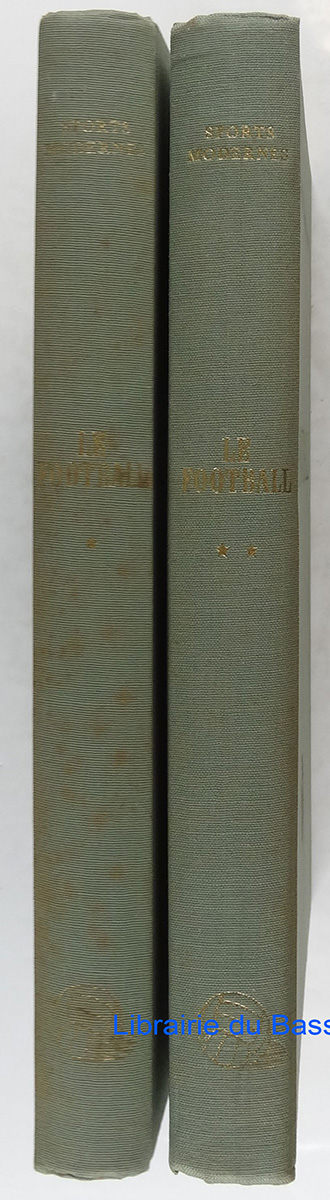 SPORTS
MODERNES
LE
FOOTBALL
*
SPORTS
MODERNES
LE
FOOTBALL
* *
Librairie du Bass